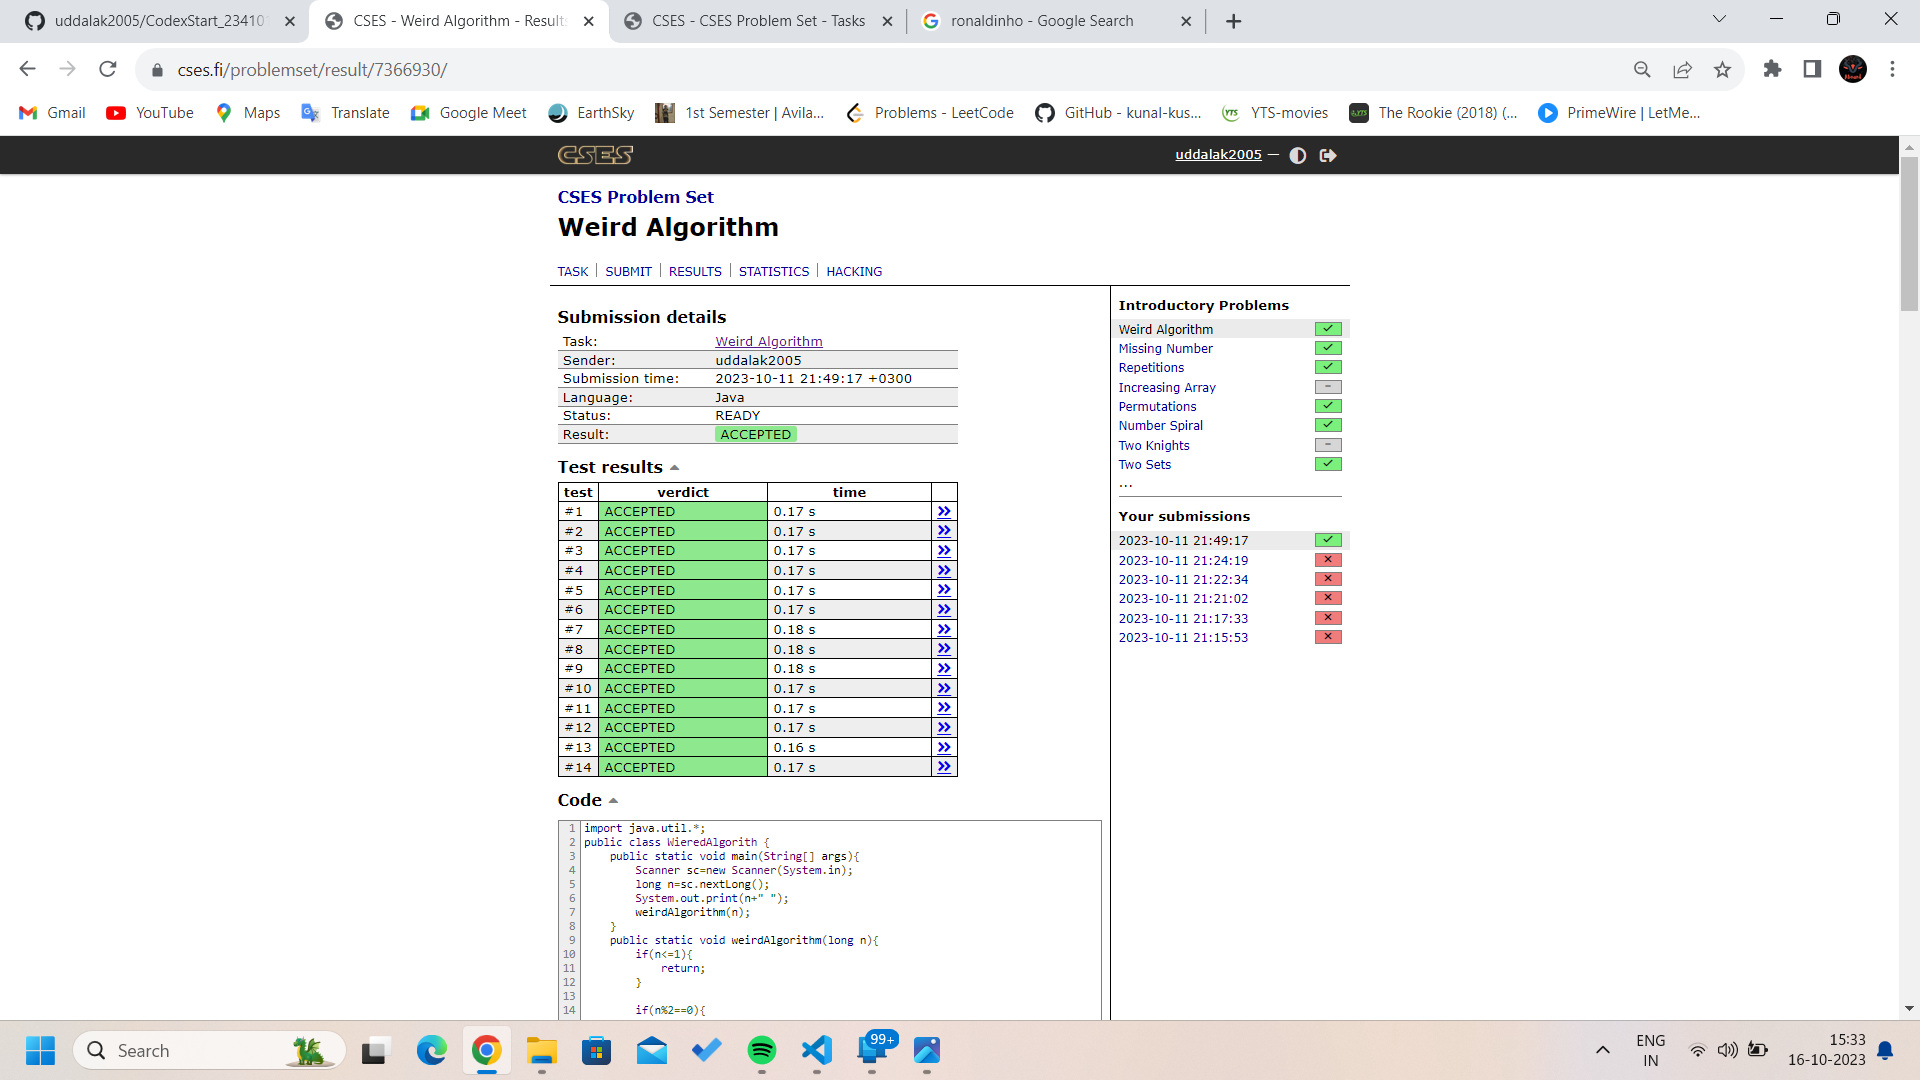 uddalak2005/CodexStart_23410
CSES - Weird Algorithm - Results
CSES - CSES Problem Set - Tasks
ronaldinho - Google Search
cses.fi/problemset/result/7366930/
Gmail
YouTube
Maps
Translate
Google Meet
EarthSky
1st Semester | Avila...
Problems - LeetCode
GitHub - kunal-kus...
YTS-movies
The Rookie (2018) (...
PrimeWire | LetMe...
CSES
uddalak2005 —
CSES Problem Set
Weird Algorithm
TASK | SUBMIT | RESULTS | STATISTICS | HACKING
Submission details
Task: Weird Algorithm
Sender: uddalak2005
Submission time: 2023-10-11 21:49:17 +0300
Language: Java
Status: READY
Result: ACCEPTED
Test results
test verdict time
#1 ACCEPTED 0.17 s »
#2 ACCEPTED 0.17 s »
#3 ACCEPTED 0.17 s »
#4 ACCEPTED 0.17 s »
#5 ACCEPTED 0.17 s »
#6 ACCEPTED 0.17 s »
#7 ACCEPTED 0.18 s »
#8 ACCEPTED 0.18 s »
#9 ACCEPTED 0.18 s »
#10 ACCEPTED 0.17 s »
#11 ACCEPTED 0.17 s »
#12 ACCEPTED 0.17 s »
#13 ACCEPTED 0.16 s »
#14 ACCEPTED 0.17 s »
Code
1 import java.util.*;
2 public class WieredAlgorith {
3 public static void main(String[] args){
4 Scanner sc=new Scanner(System.in);
5 long n=sc.nextLong();
6 System.out.print(n+" ");
7 weirdAlgorithm(n);
8 }
9 public static void weirdAlgorithm(long n){
10 if(n<=1){
11 return;
12 }
13
14 if(n%2==0){
Introductory Problems
Weird Algorithm
Missing Number
Repetitions
Increasing Array –
Permutations
Number Spiral
Two Knights –
Two Sets
...
Your submissions
2023-10-11 21:49:17
2023-10-11 21:24:19
2023-10-11 21:22:34
2023-10-11 21:21:02
2023-10-11 21:17:33
2023-10-11 21:15:53
Search
99+
ENG
IN
15:33
16-10-2023